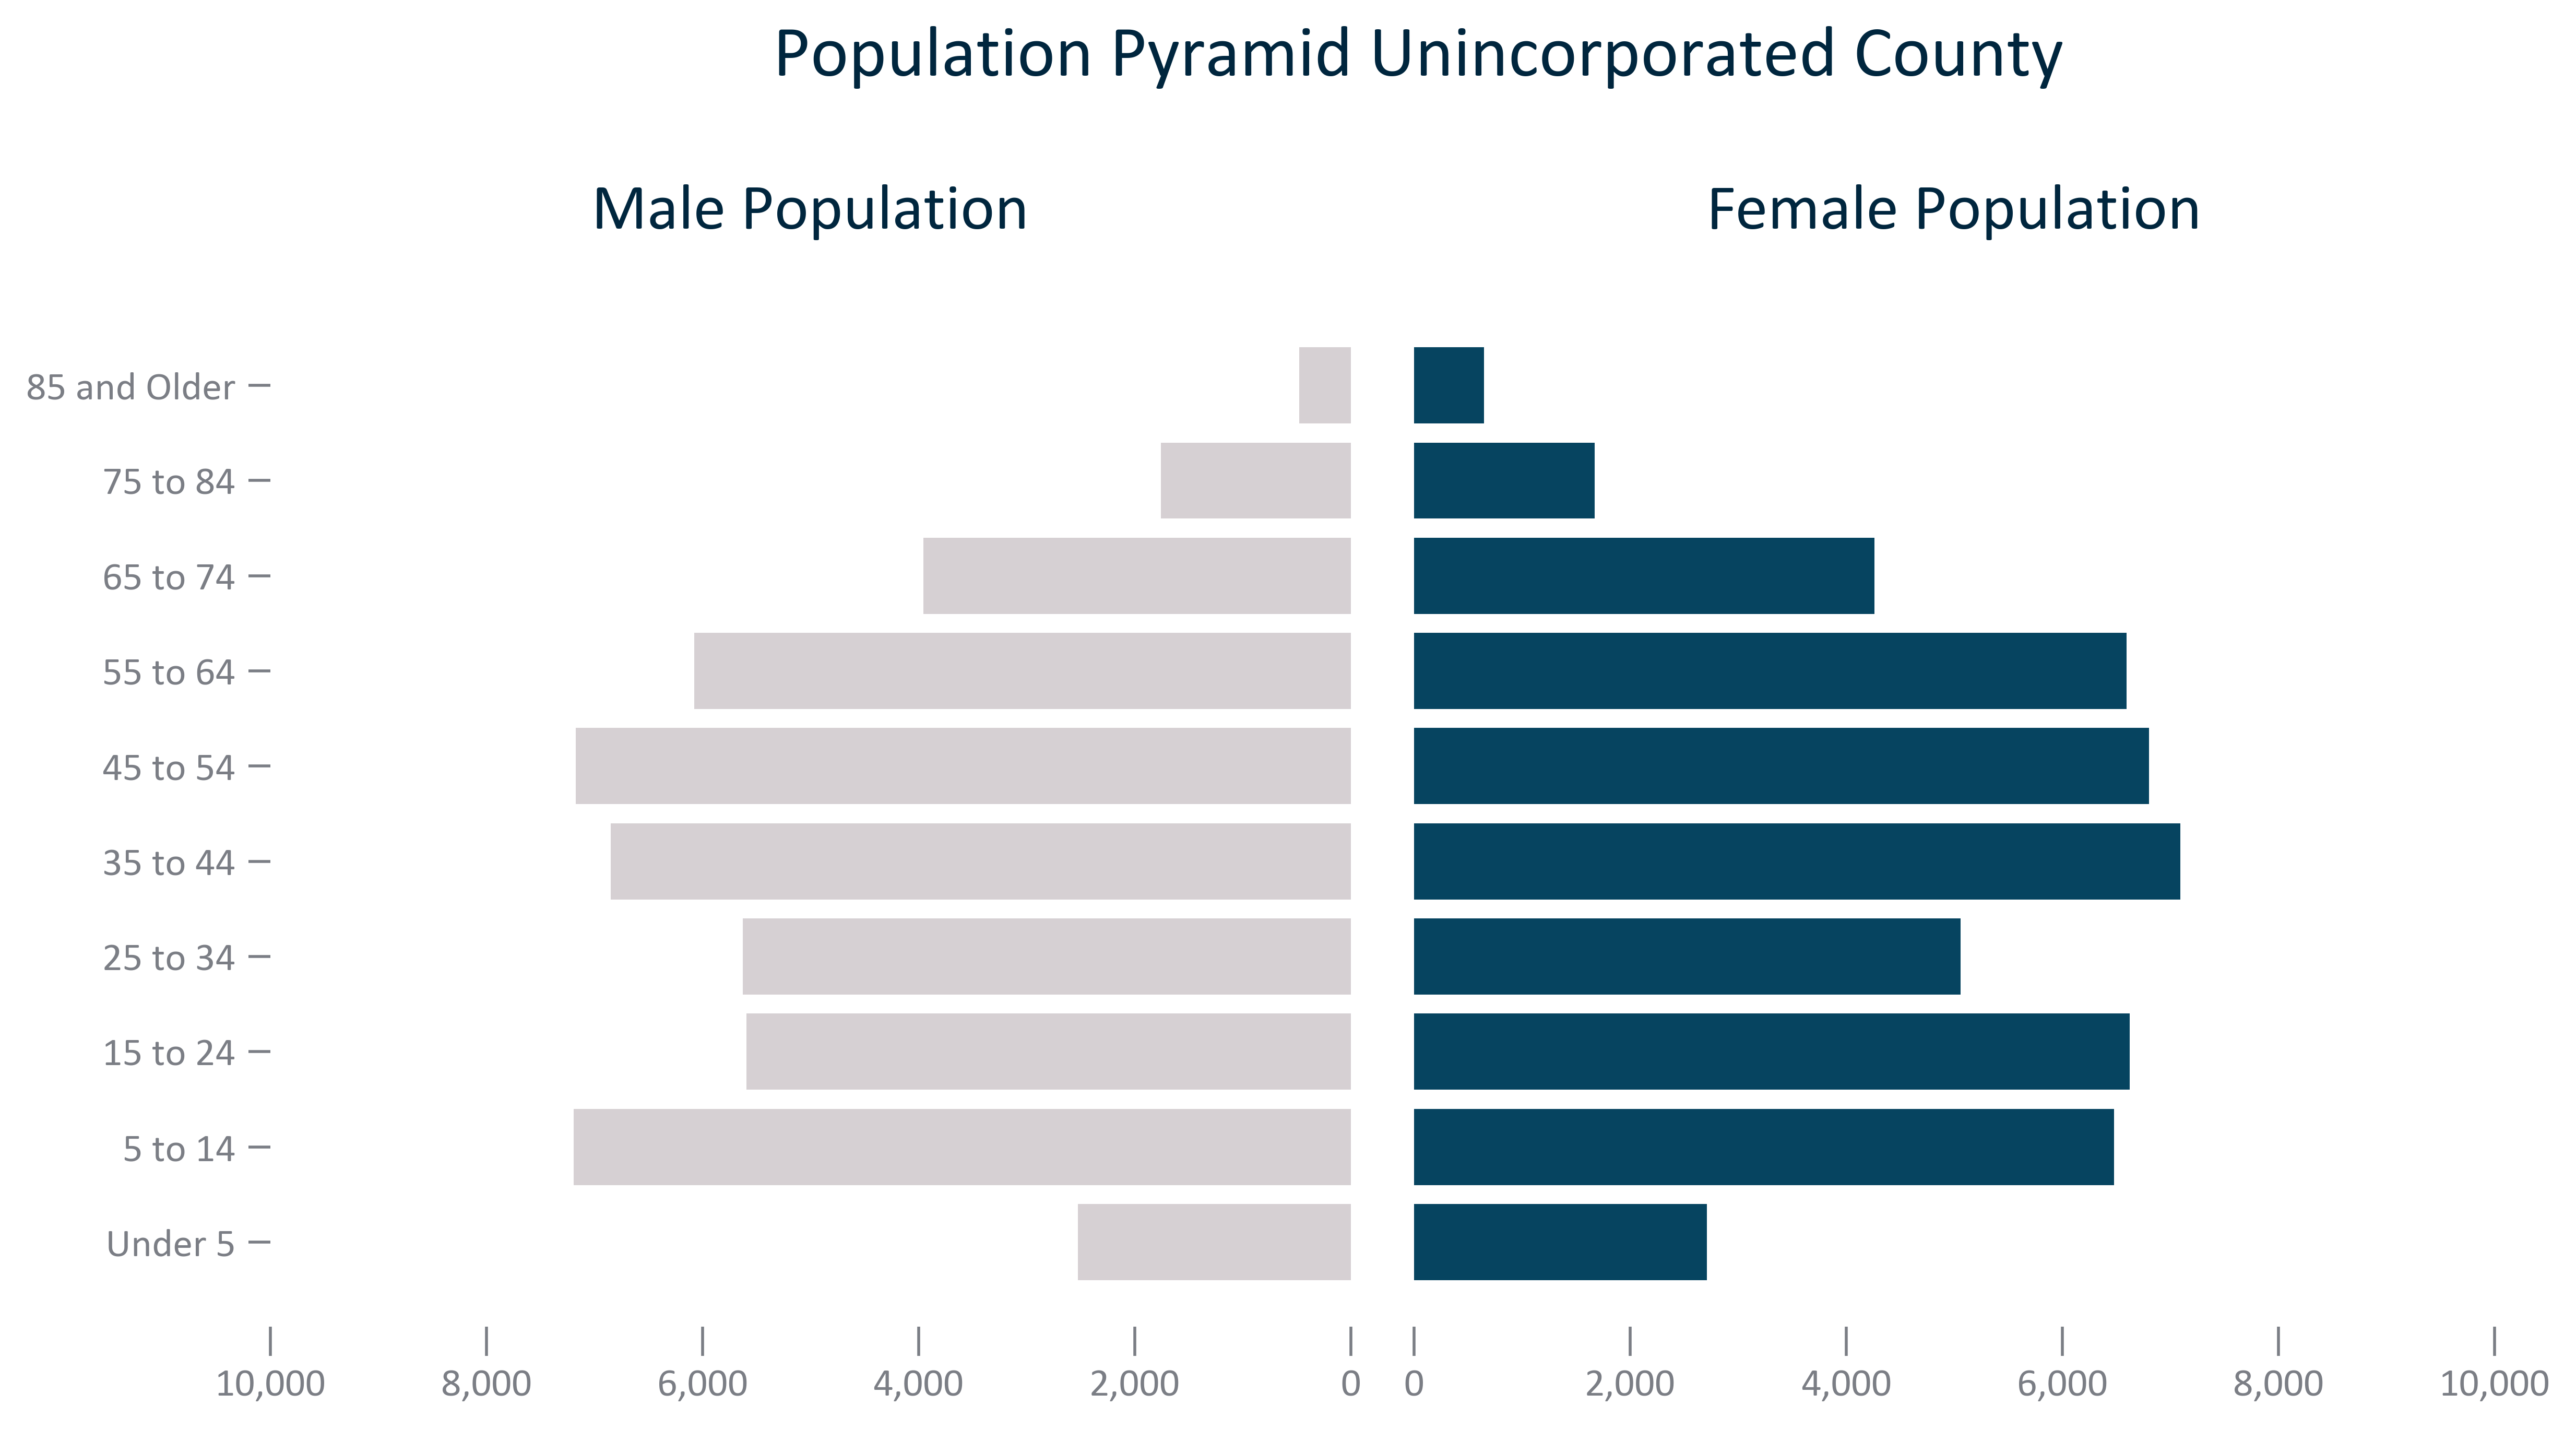 Population Pyramid Unincorporated County
Male Population
Female Population
85 and Older
75 to 84
65 to 74
55 to 64
45 to 54
35 to 44
25 to 34
15 to 24
5 to 14
Under 5
10,000 8,000 6,000 4,000 2,000 0 0 2,000 4,000 6,000 8,000 10,000